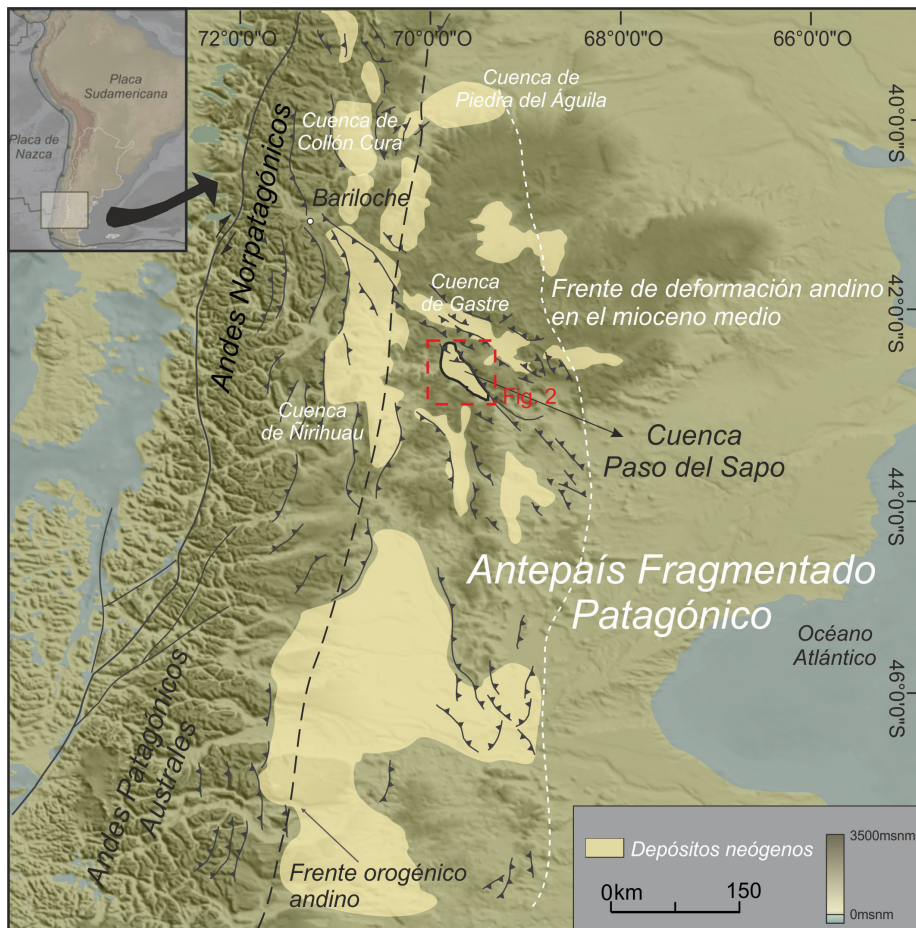 72°0'0"O
70°0'0"O
68°0'0"O
66°0'0"O
Placa
Sudamericana
Placa de
Nazca
Cuenca de
Piedra del Águila
Cuenca de
Collón Cura
40°0'0"S
Bariloche
Andes Norpatagónicos
Cuenca
de Gastre
Frente de deformación andino
en el mioceno medio
42°0'0"S
Fig. 2
Cuenca
de Ñirihuau
Cuenca
Paso del Sapo
44°0'0"S
Antepaís Fragmentado
Patagónico
Océano
Atlántico
46°0'0"S
Andes Patagónicos
Australes
Frente orogénico
andino
Depósitos neógenos
0km
150
3500msnm
0msnm